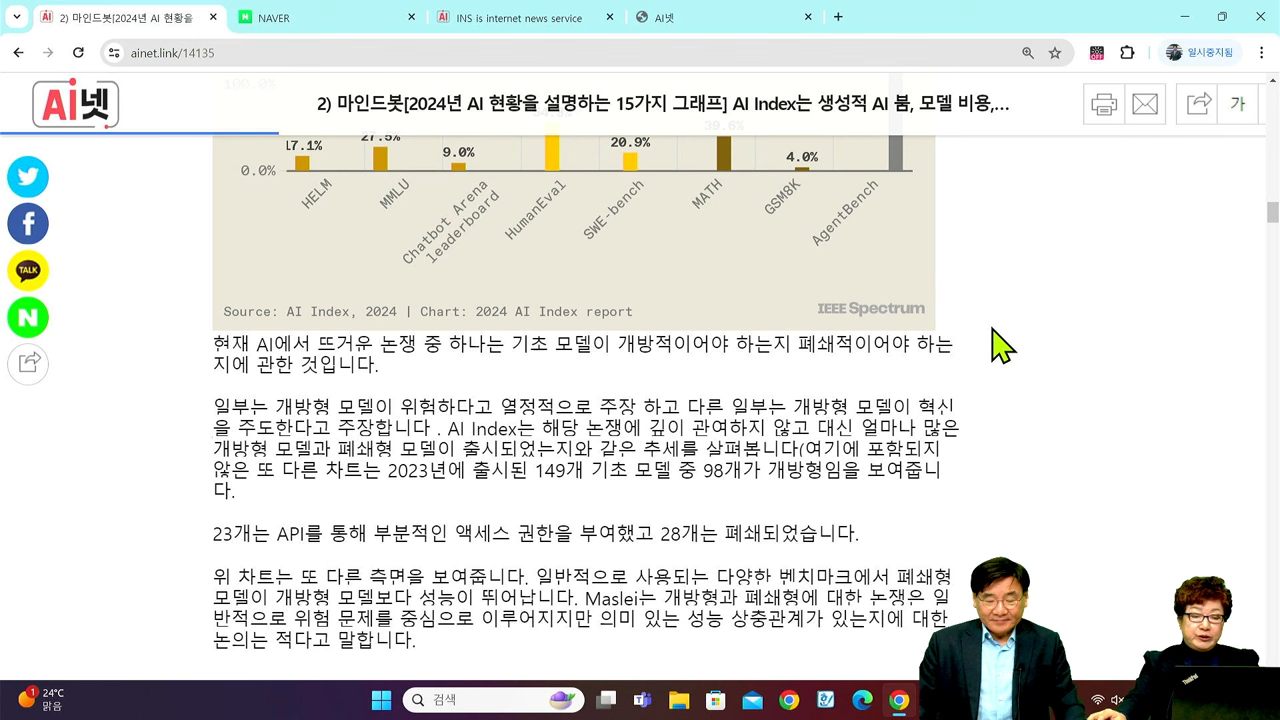 2) 마인드봇[2024년 AI 현황을
NAVER
INS is internet news service
AI넷
ainet.link/14135
일시중지됨
Ai넷
2) 마인드봇[2024년 AI 현황을 설명하는 15가지 그래프] AI Index는 생성적 AI 붐, 모델 비용,...
가
100.0%
17.1%
27.5%
9.0%
20.9%
39.6%
4.0%
0.0%
HELM
MMLU
Chatbot Arena
leaderboard
HumanEval
SWE-bench
MATH
GSM8K
AgentBench
Source: AI Index, 2024 | Chart: 2024 AI Index report
IEEE Spectrum
TALK
N
현재 AI에서 뜨거운 논쟁 중 하나는 기초 모델이 개방적이어야 하는지 폐쇄적이어야 하는
지에 관한 것입니다.
일부는 개방형 모델이 위험하다고 열정적으로 주장 하고 다른 일부는 개방형 모델이 혁신
을 주도한다고 주장합니다 . AI Index는 해당 논쟁에 깊이 관여하지 않고 대신 얼마나 많은
개방형 모델과 폐쇄형 모델이 출시되었는지와 같은 추세를 살펴봅니다(여기에 포함되지
않은 또 다른 차트는 2023년에 출시된 149개 기초 모델 중 98개가 개방형임을 보여줍니
다.
23개는 API를 통해 부분적인 액세스 권한을 부여했고 28개는 폐쇄되었습니다.
위 차트는 또 다른 측면을 보여줍니다. 일반적으로 사용되는 다양한 벤치마크에서 폐쇄형
모델이 개방형 모델보다 성능이 뛰어납니다. Maslei는 개방형과 폐쇄형에 대한 논쟁은 일
반적으로 위험 문제를 중심으로 이루어지지만 의미 있는 성능 상충관계가 있는지에 대한
논의는 적다고 말합니다.
1
24℃
맑음
검색
ThinkPad